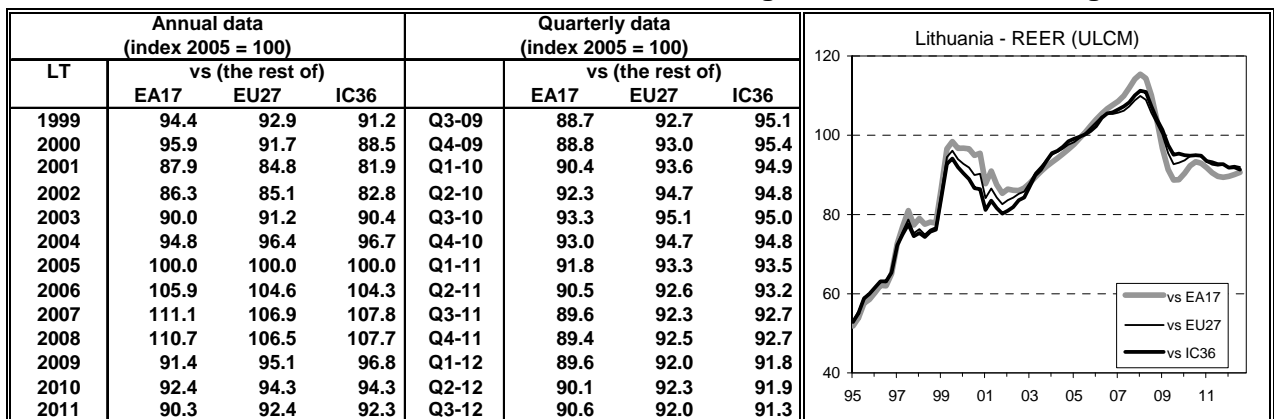 Annual data Quarterly data
(index 2005 = 100) (index 2005 = 100)
LT vs (the rest of) vs (the rest of)
EA17 EU27 IC36 EA17 EU27 IC36
1999 94.4 92.9 91.2 Q3-09 88.7 92.7 95.1
2000 95.9 91.7 88.5 Q4-09 88.8 93.0 95.4
2001 87.9 84.8 81.9 Q1-10 90.4 93.6 94.9
2002 86.3 85.1 82.8 Q2-10 92.3 94.7 94.8
2003 90.0 91.2 90.4 Q3-10 93.3 95.1 95.0
2004 94.8 96.4 96.7 Q4-10 93.0 94.7 94.8
2005 100.0 100.0 100.0 Q1-11 91.8 93.3 93.5
2006 105.9 104.6 104.3 Q2-11 90.5 92.6 93.2
2007 111.1 106.9 107.8 Q3-11 89.6 92.3 92.7
2008 110.7 106.5 107.7 Q4-11 89.4 92.5 92.7
2009 91.4 95.1 96.8 Q1-12 89.6 92.0 91.8
2010 92.4 94.3 94.3 Q2-12 90.1 92.3 91.9
2011 90.3 92.4 92.3 Q3-12 90.6 92.0 91.3
Lithuania - REER (ULCM)
120
100
80
60
40
vs EA17
vs EU27
vs IC36
95 97 99 01 03 05 07 09 11